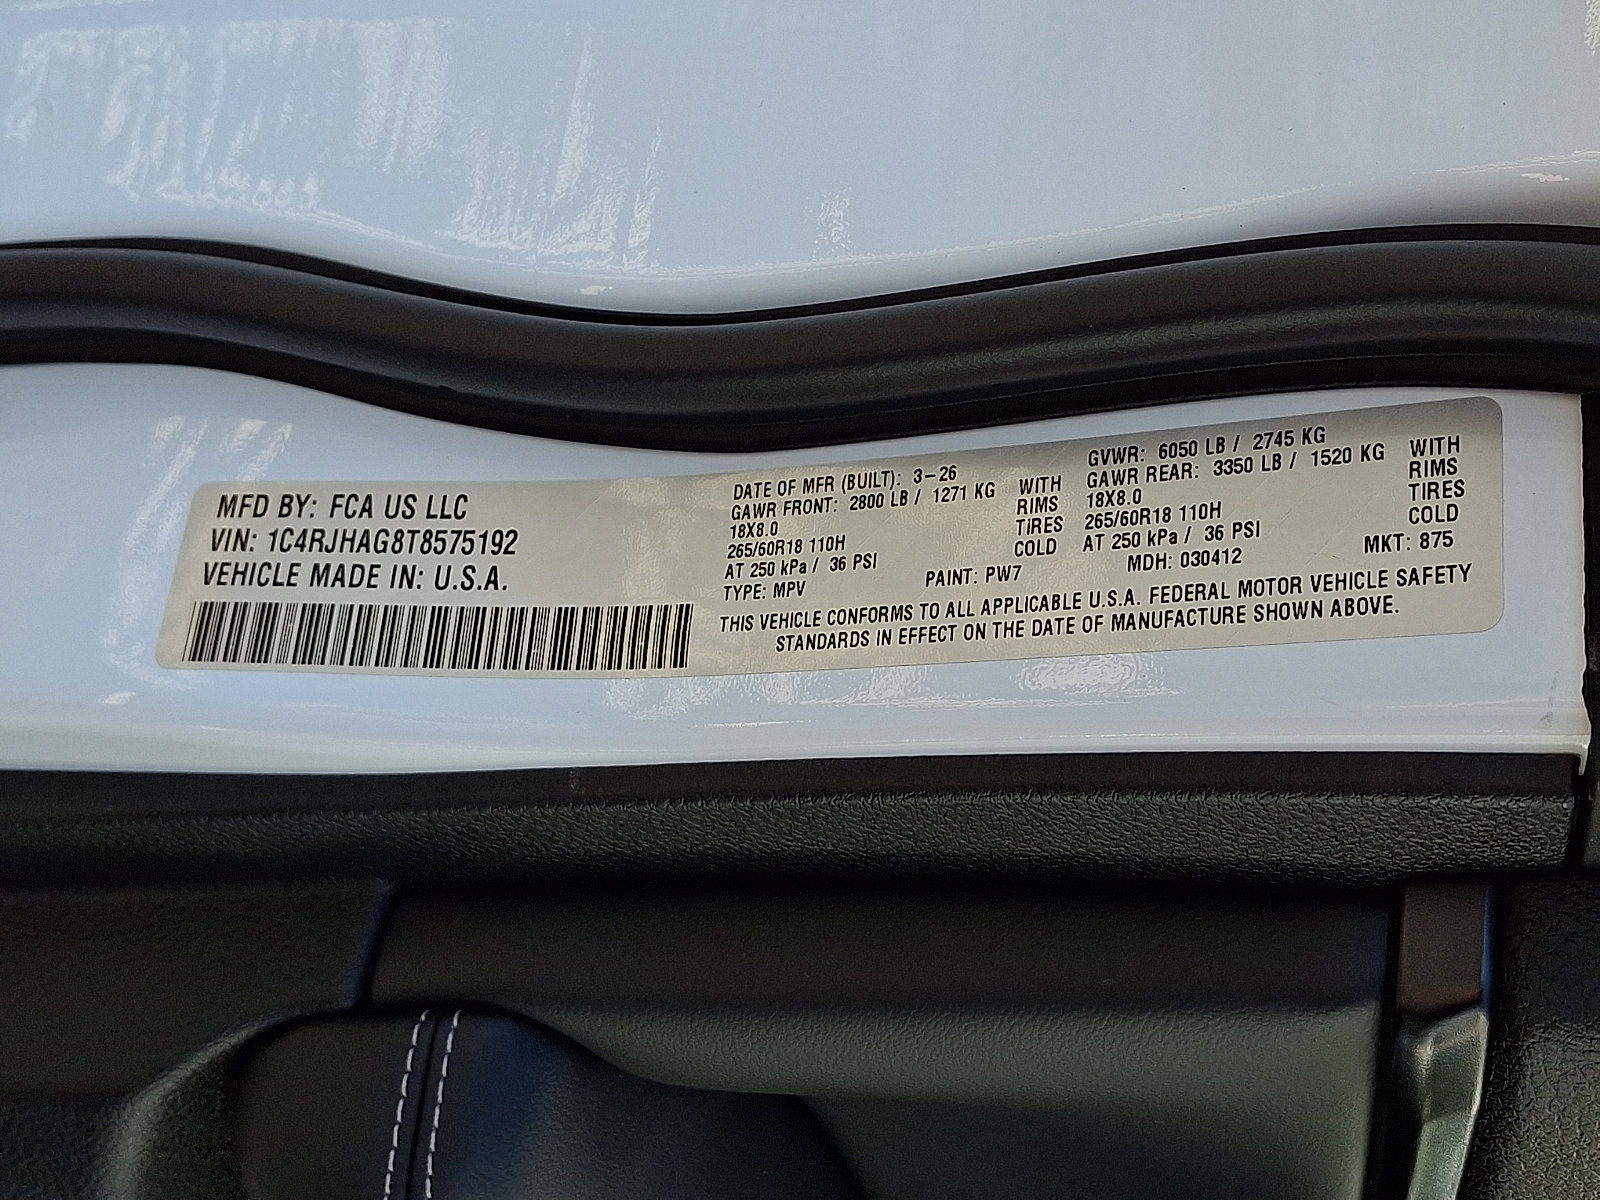 MFD BY: FCA US LLC
VIN: 1C4RJHAG8T8575192
VEHICLE MADE IN: U.S.A.
DATE OF MFR (BUILT): 3-26
GAWR FRONT: 2800 LB / 1271 KG WITH
18X8.0 RIMS
265/60R18 110H TIRES
AT 250 kPa / 36 PSI COLD
TYPE: MPV
GVWR: 6050 LB / 2745 KG
GAWR REAR: 3350 LB / 1520 KG WITH
18X8.0 RIMS
265/60R18 110H TIRES
AT 250 kPa / 36 PSI COLD
PAINT: PW7 MDH: 030412 MKT: 875
THIS VEHICLE CONFORMS TO ALL APPLICABLE U.S.A. FEDERAL MOTOR VEHICLE SAFETY
STANDARDS IN EFFECT ON THE DATE OF MANUFACTURE SHOWN ABOVE.